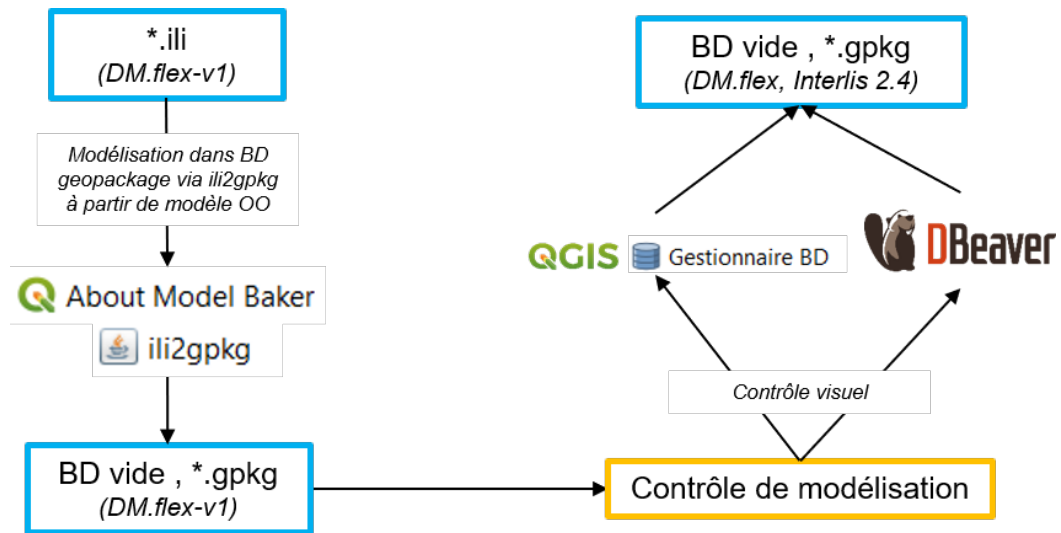 *.ili
(DM.flex-v1)
Modélisation dans BD
geopackage via ili2gpkg
à partir de modèle OO
About Model Baker
ili2gpkg
BD vide , *.gpkg
(DM.flex-v1)
Contrôle de modélisation
Contrôle visuel
QGIS Gestionnaire BD
DBeaver
BD vide , *.gpkg
(DM.flex, Interlis 2.4)